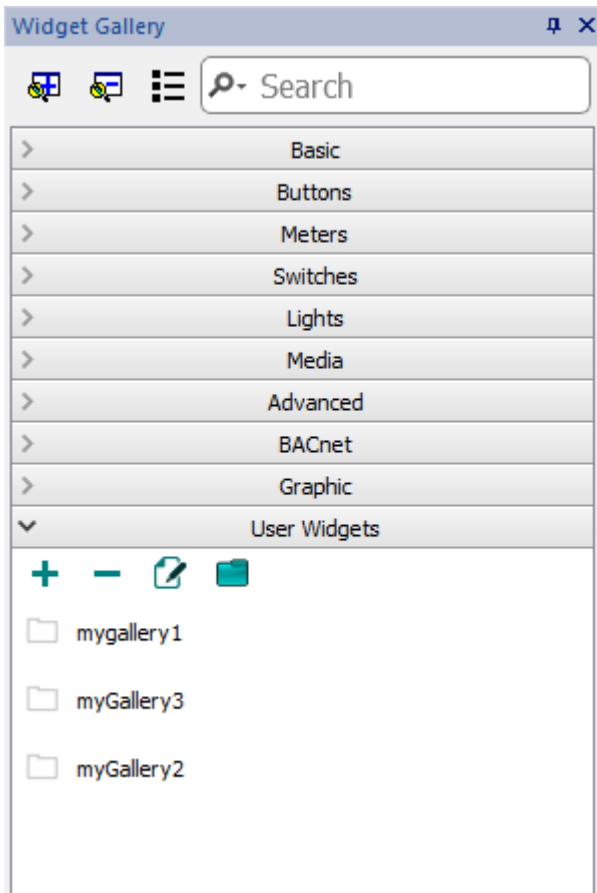 Widget Gallery
Search
Basic
Buttons
Meters
Switches
Lights
Media
Advanced
BACnet
Graphic
User Widgets
mygallery1
myGallery3
myGallery2